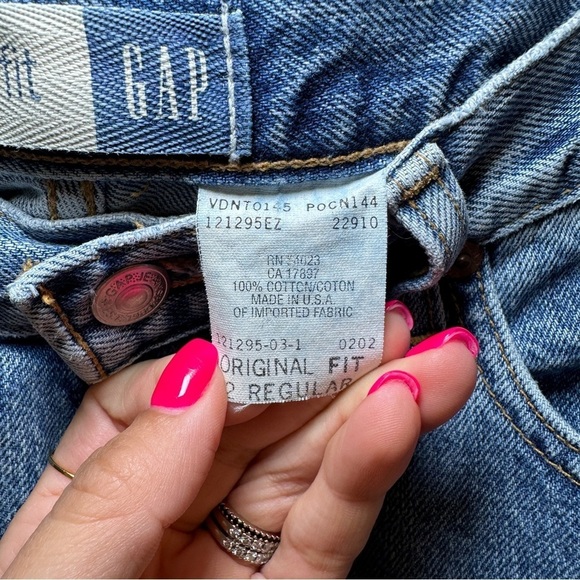 fit GAP
VDNT0145 POCN144
121295EZ 22910
RN 54023
CA 17897
100% COTTON/COTON
MADE IN U.S.A.
OF IMPORTED FABRIC
121295-03-1 0202
ORIGINAL FIT
REGULAR